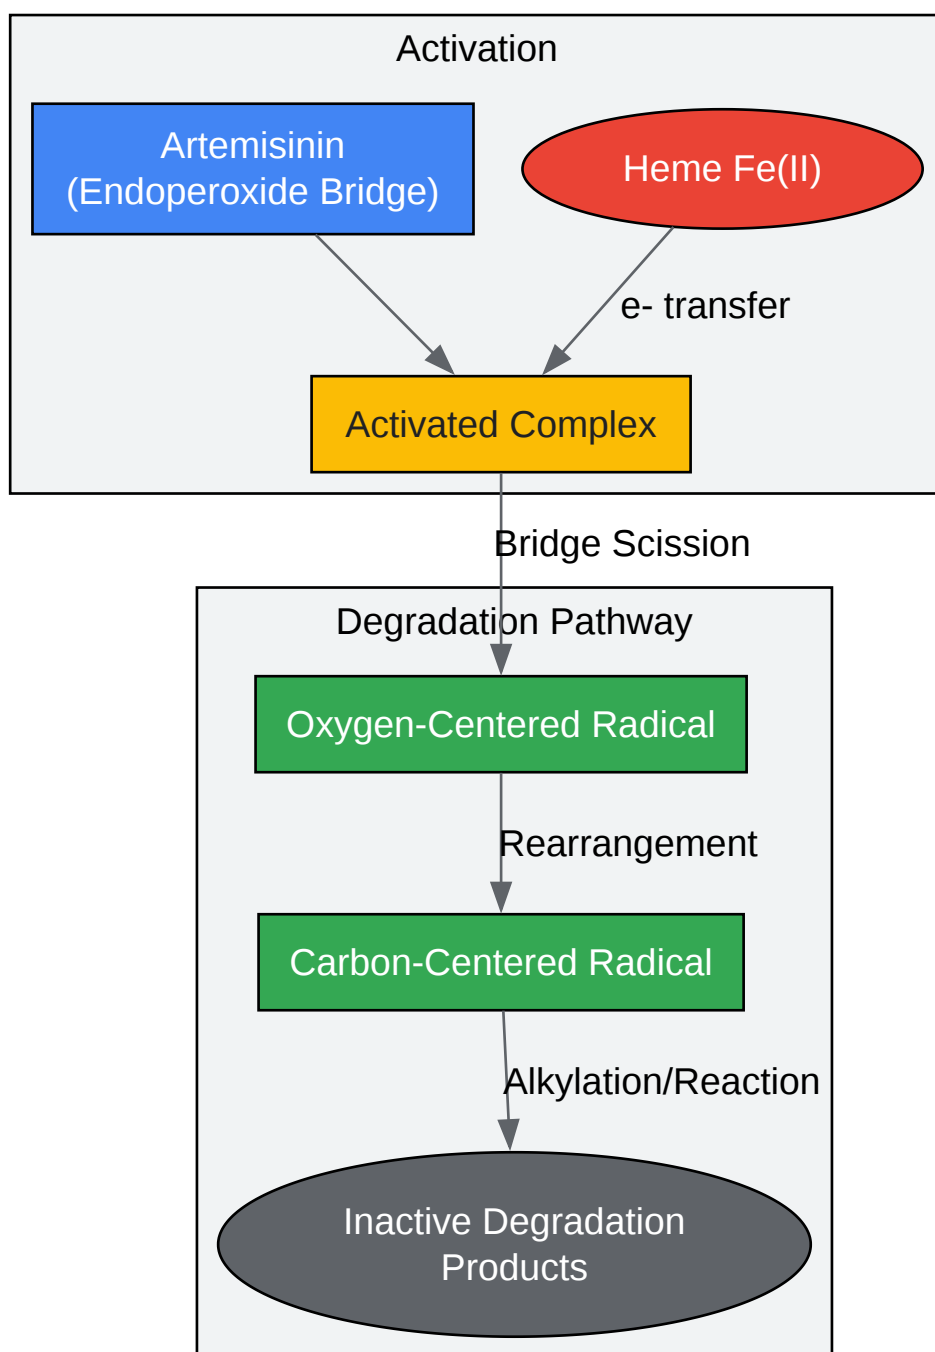 Activation
Artemisinin
(Endoperoxide Bridge)
Heme Fe(II)
e- transfer
Activated Complex
Bridge Scission
Degradation Pathway
Oxygen-Centered Radical
Rearrangement
Carbon-Centered Radical
Alkylation/Reaction
Inactive Degradation
Products